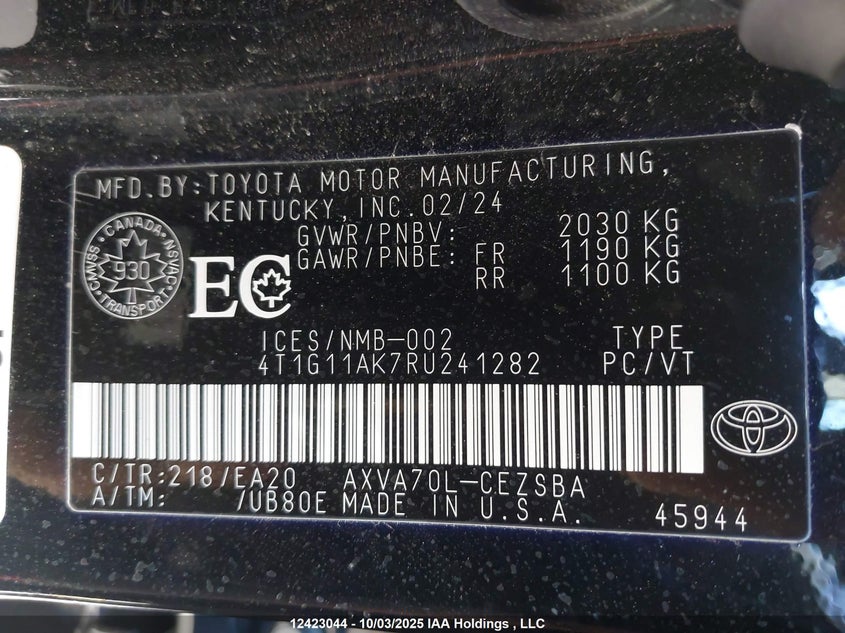 MFD.BY:TOYOTA MOTOR MANUFACTURING,
KENTUCKY,INC.02/24
GVWR/PNBV: 2030 KG
GAWR/PNBE: FR 1190 KG
RR 1100 KG
CANADA
CMVSS 930 NSVAC
TRANSPORT
EC
ICES/NMB-002 TYPE
4T1G11AK7RU241282 PC/VT
C/TR:218/EA20 AXVA70L-CEZSBA
A/TM: /UB80E MADE IN U.S.A. 45944
12423044 - 10/03/2025 IAA Holdings , LLC